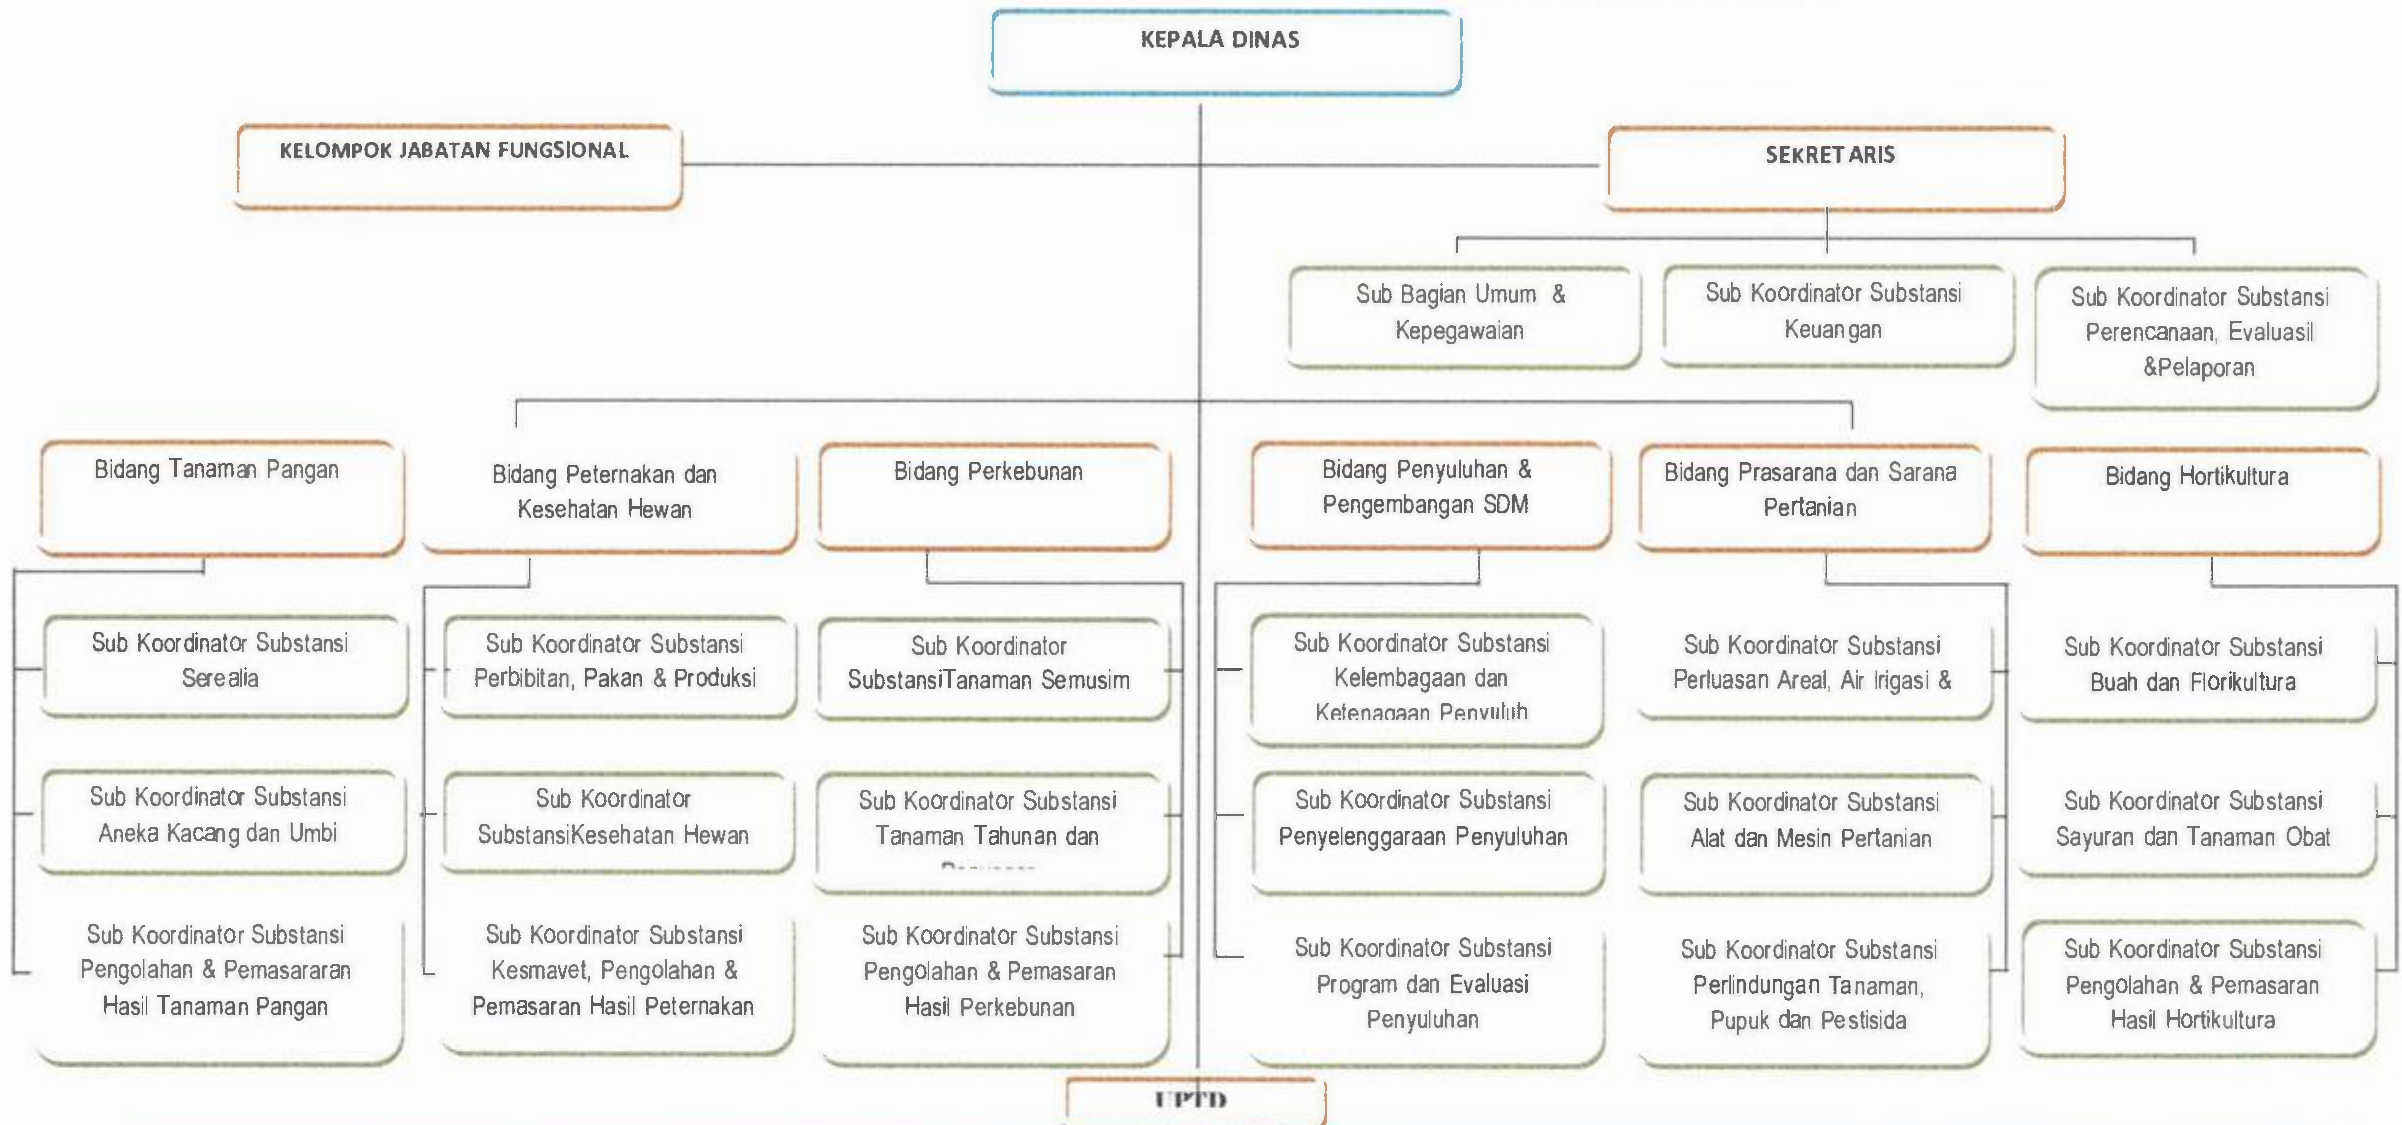 KEPALA DINAS
KELOMPOK JABATAN FUNGSIONAL
SEKRETARIS
Sub Bagian Umum &
Kepegawaian
Sub Koordinator Substansi
Keuangan
Sub Koordinator Substansi
Perencanaan, Evaluasil
&Pelaporan
Bidang Tanaman Pangan
Bidang Peternakan dan
Kesehatan Hewan
Bidang Perkebunan
Bidang Penyuluhan &
Pengembangan SDM
Bidang Prasarana dan Sarana
Pertanian
Bidang Hortikultura
Sub Koordinator Substansi
Serealia
Sub Koordinator Substansi
Perbibitan, Pakan & Produksi
Sub Koordinator
SubstansiTanaman Semusim
Sub Koordinator Substansi
Kelembagaan dan
Ketenagaan Penyuluh
Sub Koordinator Substansi
Perluasan Areal, Air Irigasi &
Sub Koordinator Substansi
Buah dan Florikultura
Sub Koordinator Substansi
Aneka Kacang dan Umbi
Sub Koordinator
SubstansiKesehatan Hewan
Sub Koordinator Substansi
Tanaman Tahunan dan
Sub Koordinator Substansi
Penyelenggaraan Penyuluhan
Sub Koordinator Substansi
Alat dan Mesin Pertanian
Sub Koordinator Substansi
Sayuran dan Tanaman Obat
Sub Koordinator Substansi
Pengolahan & Pemasararan
Hasil Tanaman Pangan
Sub Koordinator Substansi
Kesmavet, Pengolahan &
Pemasaran Hasil Peternakan
Sub Koordinator Substansi
Pengolahan & Pemasaran
Hasil Perkebunan
Sub Koordinator Substansi
Program dan Evaluasi
Penyuluhan
Sub Koordinator Substansi
Perlindungan Tanaman,
Pupuk dan Pestisida
Sub Koordinator Substansi
Pengolahan & Pemasaran
Hasil Hortikultura
UPTD